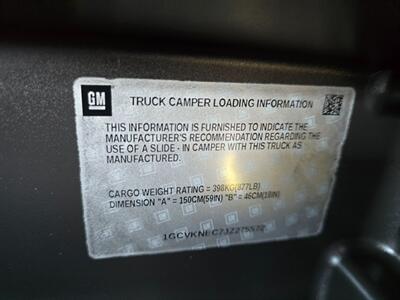 GM
TRUCK CAMPER LOADING INFORMATION
THIS INFORMATION IS FURNISHED TO INDICATE THE
MANUFACTURER'S RECOMMENDATION REGARDING THE
USE OF A SLIDE - IN CAMPER WITH THIS TRUCK AS
MANUFACTURED.
CARGO WEIGHT RATING = 398KG(877LB)
DIMENSION "A" = 150CM(59IN) "B" = 46CM(18IN)